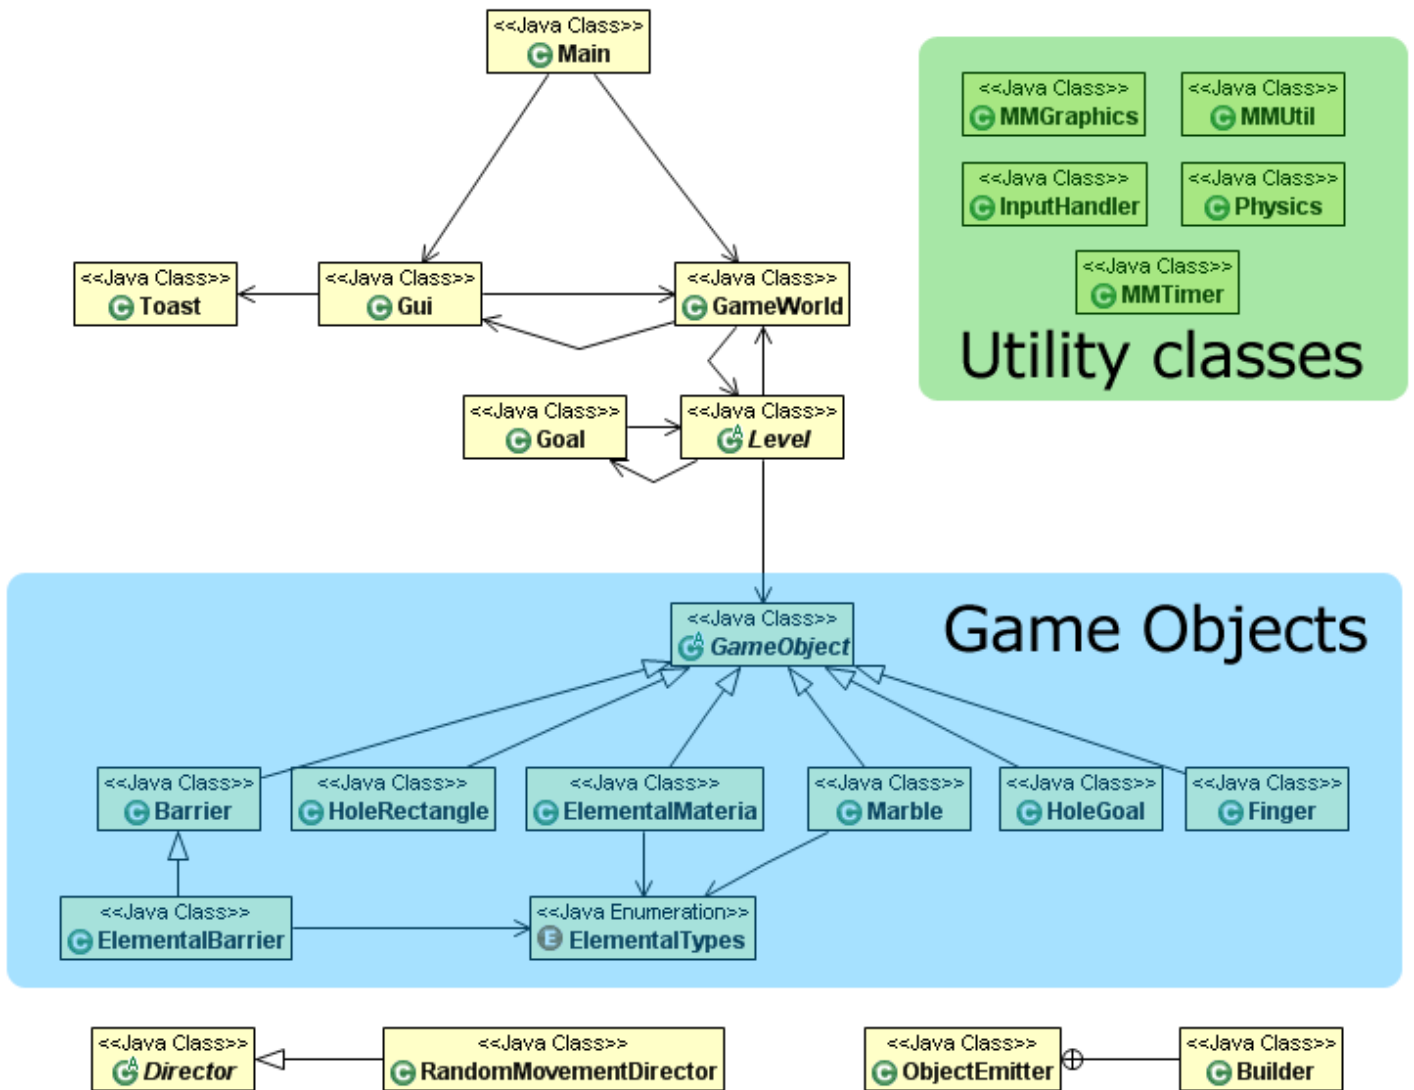 <<Java Class>>
Main
<<Java Class>>
MMGraphics
<<Java Class>>
MMUtil
<<Java Class>>
InputHandler
<<Java Class>>
Physics
<<Java Class>>
MMTimer
Utility classes
<<Java Class>>
Toast
<<Java Class>>
Gui
<<Java Class>>
GameWorld
<<Java Class>>
Goal
<<Java Class>>
Level
Game Objects
<<Java Class>>
GameObject
<<Java Class>>
Barrier
<<Java Class>>
HoleRectangle
<<Java Class>>
ElementalMateria
<<Java Class>>
Marble
<<Java Class>>
HoleGoal
<<Java Class>>
Finger
<<Java Class>>
ElementalBarrier
<<Java Enumeration>>
ElementalTypes
<<Java Class>>
Director
<<Java Class>>
RandomMovementDirector
<<Java Class>>
ObjectEmitter
<<Java Class>>
Builder